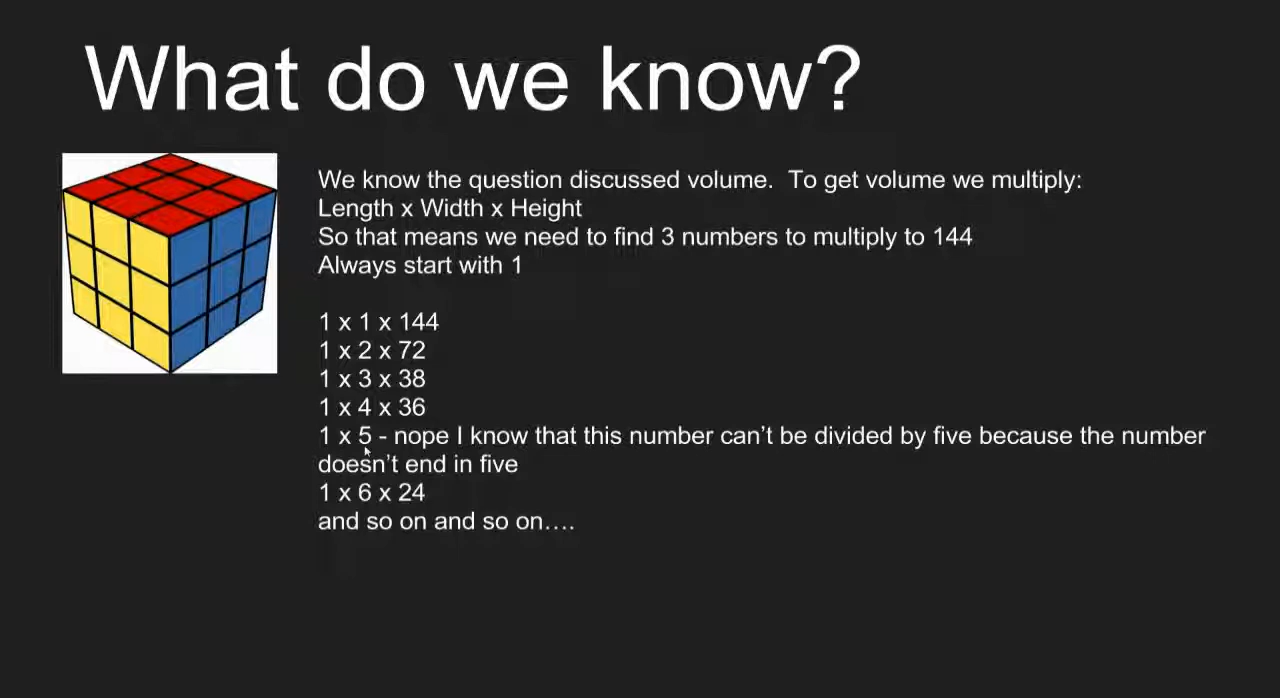 What do we know?
We know the question discussed volume.  To get volume we multiply:
Length x Width x Height
So that means we need to find 3 numbers to multiply to 144
Always start with 1
1 x 1 x 144
1 x 2 x 72
1 x 3 x 38
1 x 4 x 36
1 x 5 - nope I know that this number can’t be divided by five because the number
doesn’t end in five
1 x 6 x 24
and so on and so on….